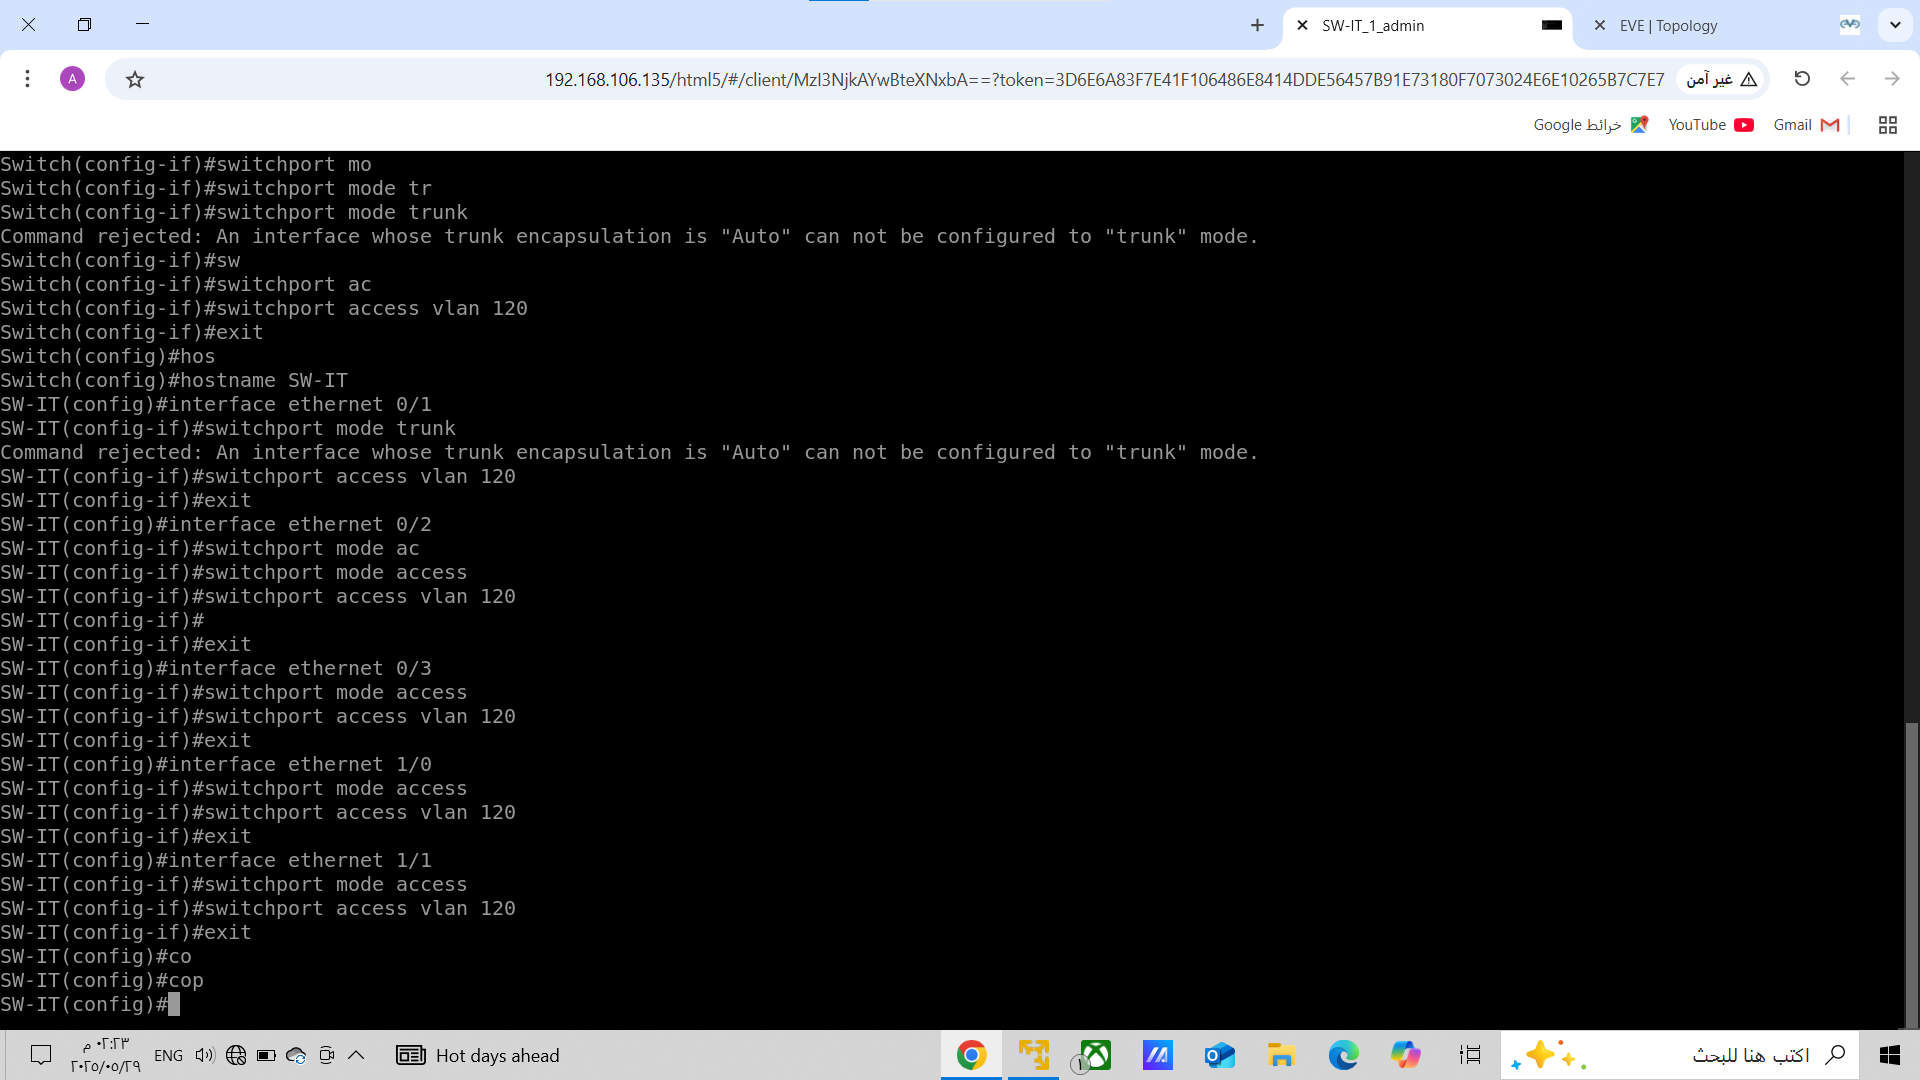 SW-IT_1_admin
EVE | Topology
A
192.168.106.135/html5/#/client/MzI3NjkAYwBteXNxbA==?token=3D6E6A83F7E41F106486E8414DDE56457B91E73180F7073024E6E10265B7C7E7
غير آمن
خرائط Google
YouTube
Gmail
Switch(config-if)#switchport mo
Switch(config-if)#switchport mode tr
Switch(config-if)#switchport mode trunk
Command rejected: An interface whose trunk encapsulation is "Auto" can not be configured to "trunk" mode.
Switch(config-if)#sw
Switch(config-if)#switchport ac
Switch(config-if)#switchport access vlan 120
Switch(config-if)#exit
Switch(config)#hos
Switch(config)#hostname SW-IT
SW-IT(config)#interface ethernet 0/1
SW-IT(config-if)#switchport mode trunk
Command rejected: An interface whose trunk encapsulation is "Auto" can not be configured to "trunk" mode.
SW-IT(config-if)#switchport access vlan 120
SW-IT(config-if)#exit
SW-IT(config)#interface ethernet 0/2
SW-IT(config-if)#switchport mode ac
SW-IT(config-if)#switchport mode access
SW-IT(config-if)#switchport access vlan 120
SW-IT(config-if)#
SW-IT(config-if)#exit
SW-IT(config)#interface ethernet 0/3
SW-IT(config-if)#switchport mode access
SW-IT(config-if)#switchport access vlan 120
SW-IT(config-if)#exit
SW-IT(config)#interface ethernet 1/0
SW-IT(config-if)#switchport mode access
SW-IT(config-if)#switchport access vlan 120
SW-IT(config-if)#exit
SW-IT(config)#interface ethernet 1/1
SW-IT(config-if)#switchport mode access
SW-IT(config-if)#switchport access vlan 120
SW-IT(config-if)#exit
SW-IT(config)#co
SW-IT(config)#cop
SW-IT(config)#
٠٢:٢٣ م
٢٠٢٥/٠٥/٢٩
ENG
Hot days ahead
١
اكتب هنا للبحث